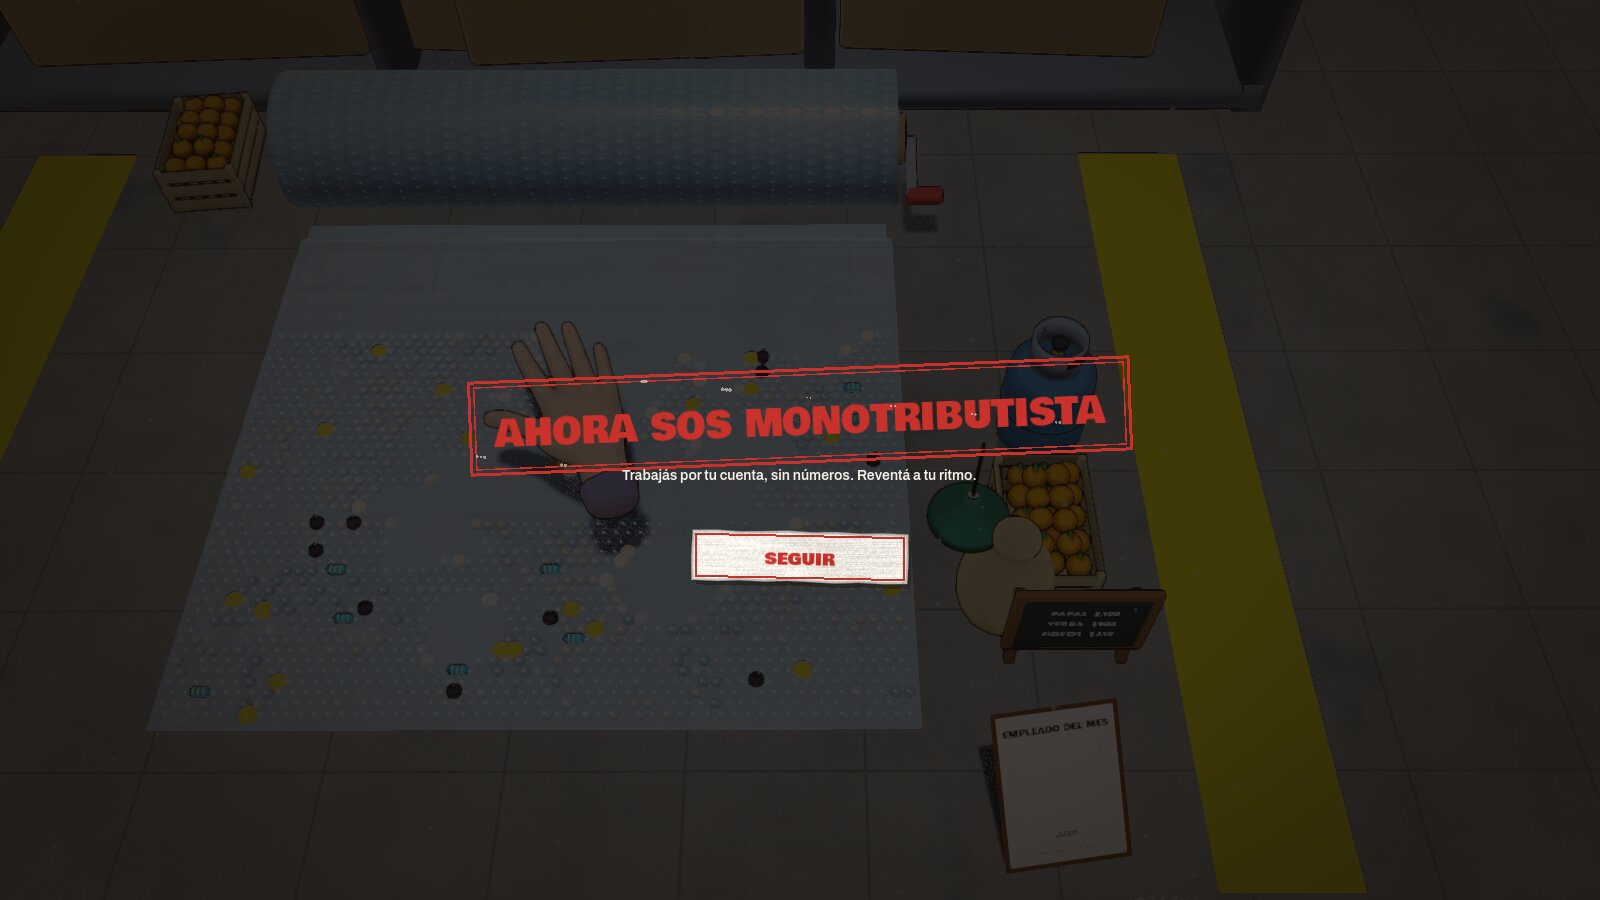 AHORA SOS MONOTRIBUTISTA
Trabajás por tu cuenta, sin números. Reventá a tu ritmo.
SEGUIR
EMPLEADO DEL MES
Juan